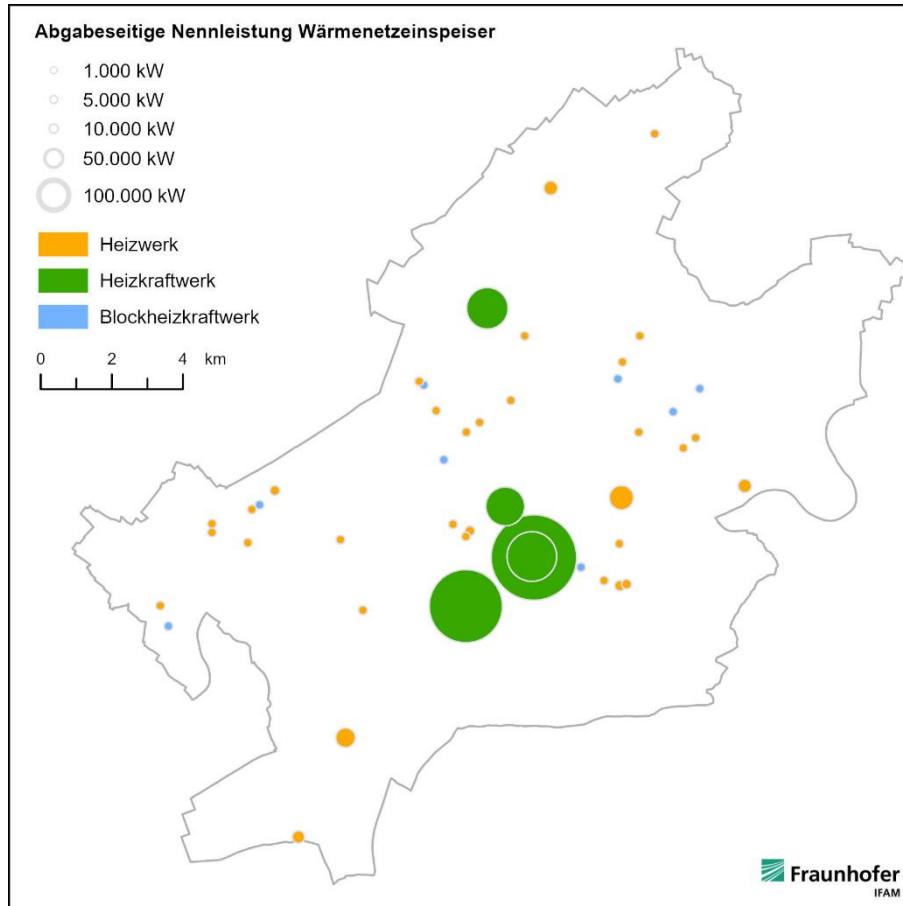 Abgabeseitige Nennleistung Wärmenetzeinspeiser
1.000 kW
5.000 kW
10.000 kW
50.000 kW
100.000 kW
Heizwerk
Heizkraftwerk
Blockheizkraftwerk
0 2 4 km
Fraunhofer
IFAM